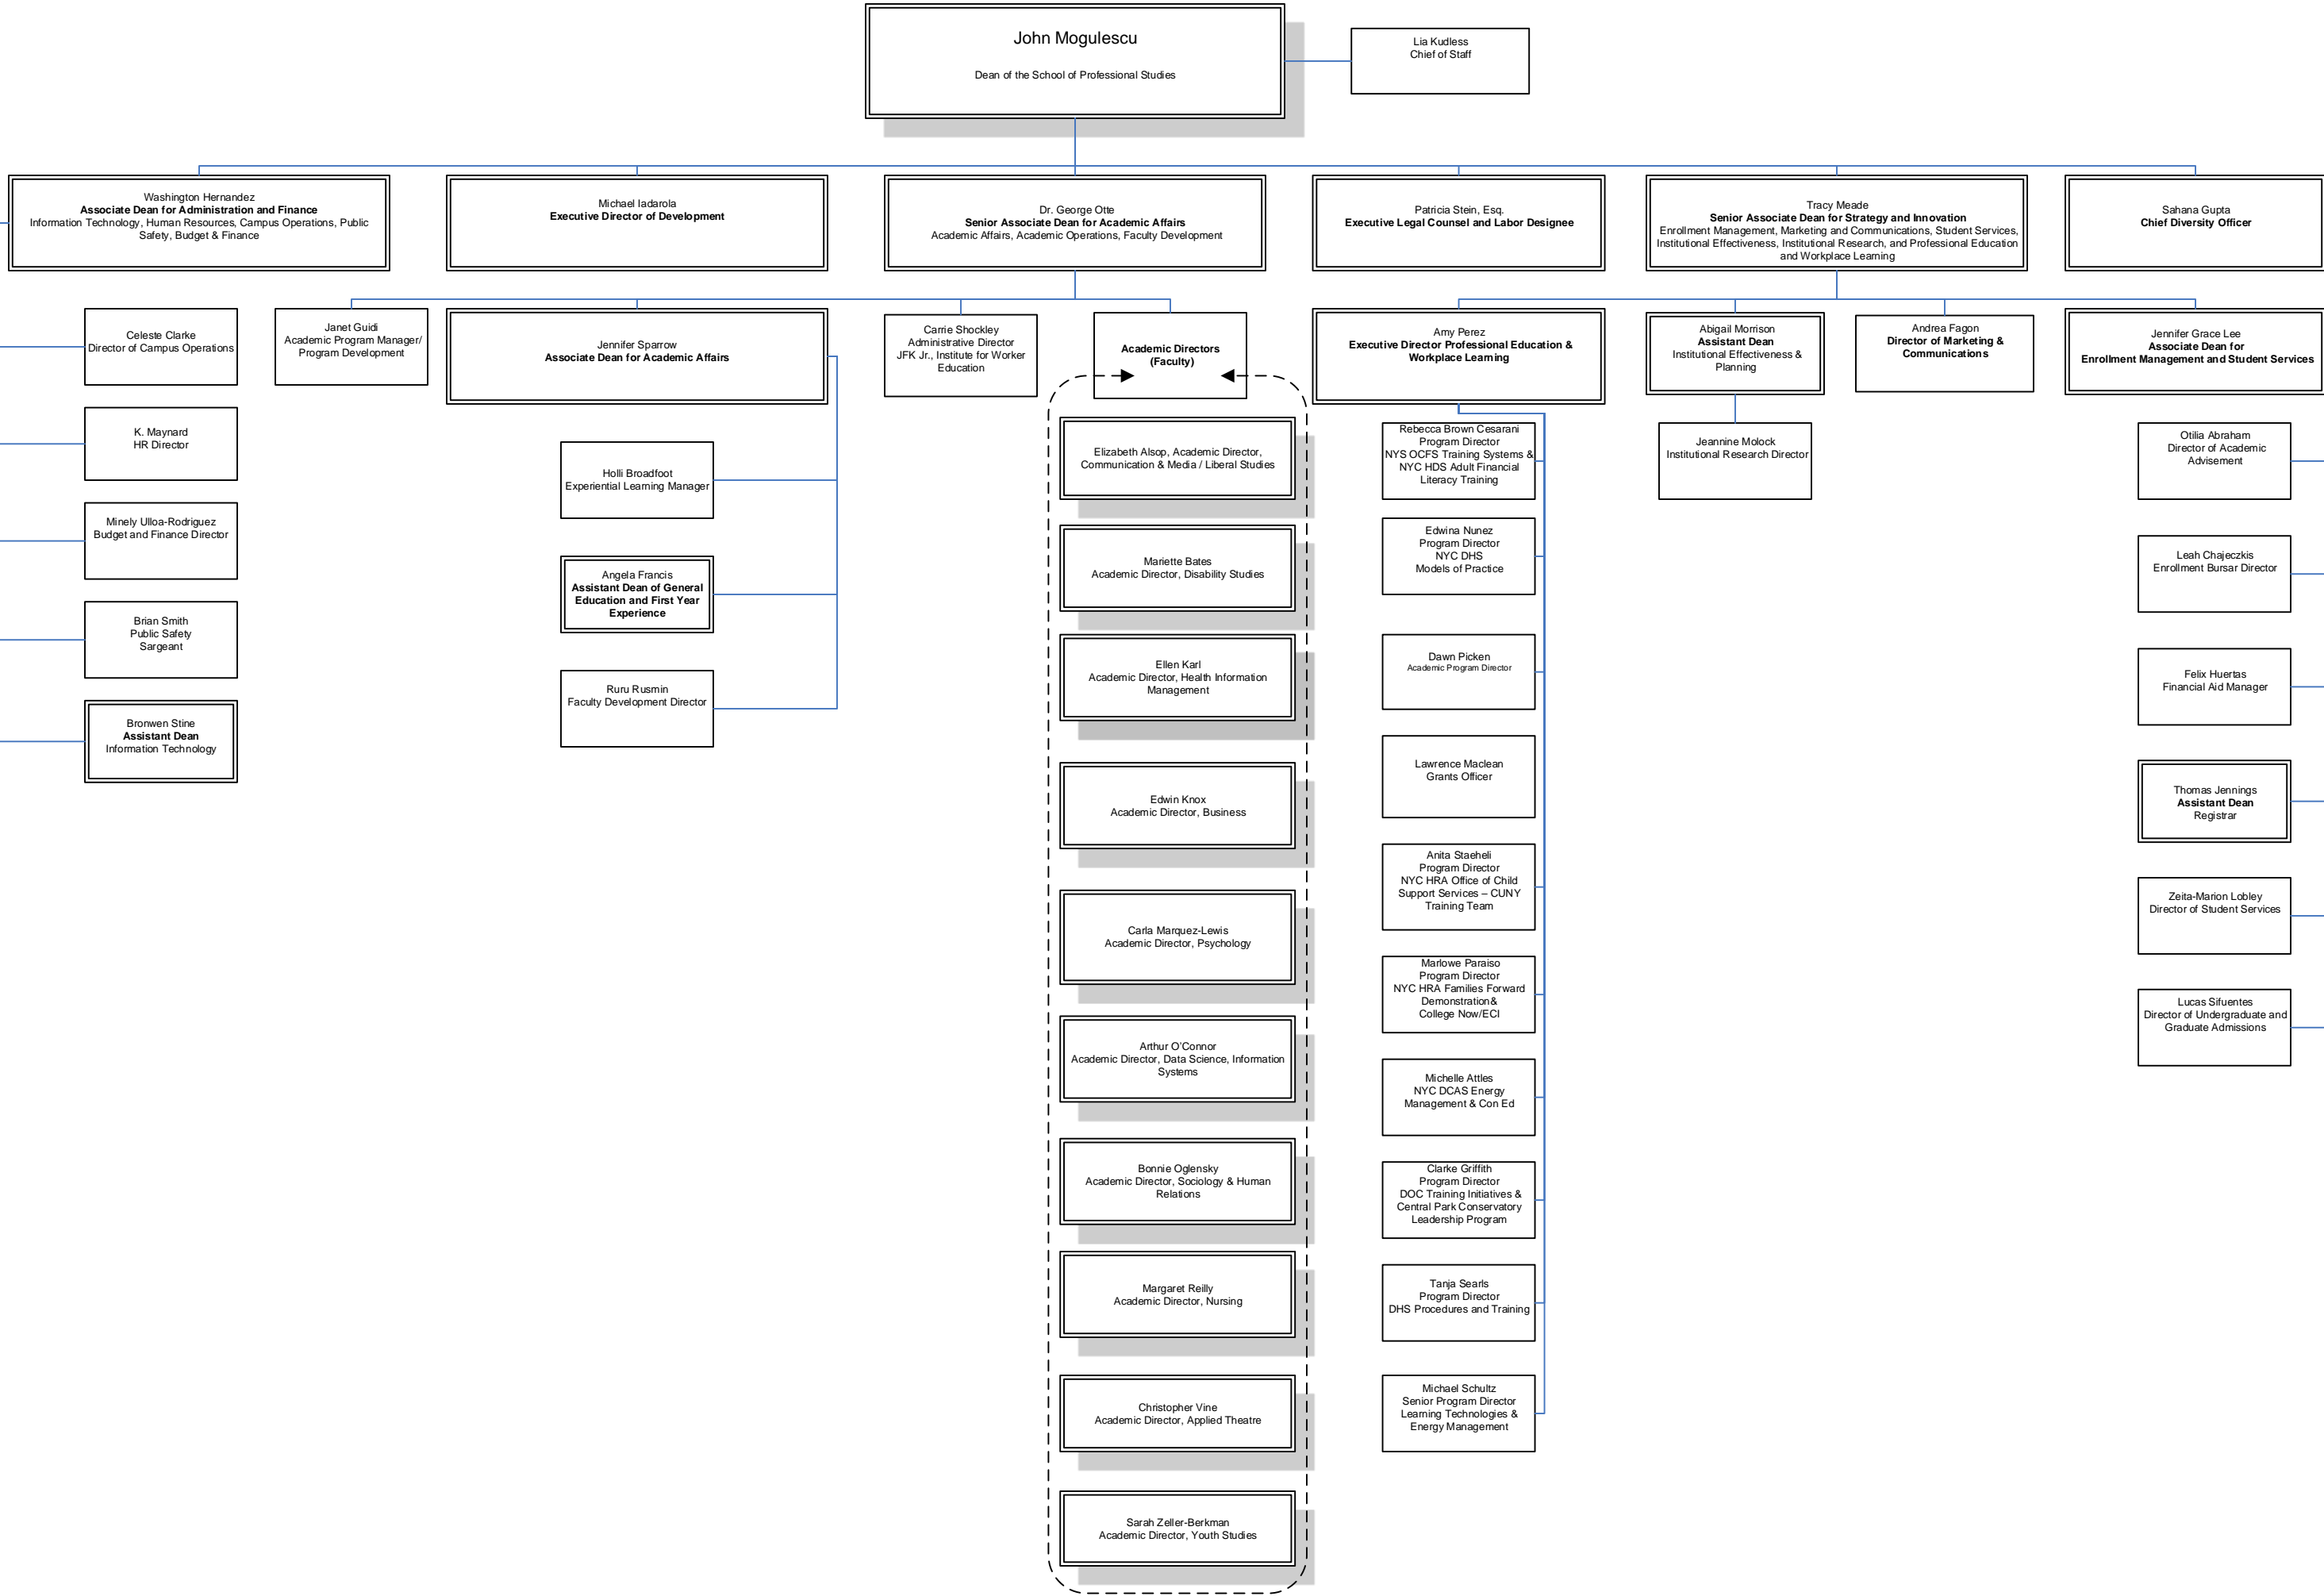 John Mogulescu
Dean of the School of Professional Studies
Lia Kudless
Chief of Staff
Washington Hernandez
Associate Dean for Administration and Finance
Information Technology, Human Resources, Campus Operations, Public
Safety, Budget & Finance
Michael Iadarola
Executive Director of Development
Dr. George Otte
Senior Associate Dean for Academic Affairs
Academic Affairs, Academic Operations, Faculty Development
Patricia Stein, Esq.
Executive Legal Counsel and Labor Designee
Tracy Meade
Senior Associate Dean for Strategy and Innovation
Enrollment Management, Marketing and Communications, Student Services,
Institutional Effectiveness, Institutional Research, and Professional Education
and Workplace Learning
Sahana Gupta
Chief Diversity Officer
Celeste Clarke
Director of Campus Operations
K. Maynard
HR Director
Minely Ulloa-Rodriguez
Budget and Finance Director
Brian Smith
Public Safety
Sargeant
Bronwen Stine
Assistant Dean
Information Technology
Janet Guidi
Academic Program Manager/
Program Development
Jennifer Sparrow
Associate Dean for Academic Affairs
Holli Broadfoot
Experiential Learning Manager
Angela Francis
Assistant Dean of General
Education and First Year
Experience
Ruru Rusmin
Faculty Development Director
Carrie Shockley
Administrative Director
JFK Jr., Institute for Worker
Education
Academic Directors
(Faculty)
Elizabeth Alsop, Academic Director,
Communication & Media / Liberal Studies
Mariette Bates
Academic Director, Disability Studies
Ellen Karl
Academic Director, Health Information
Management
Edwin Knox
Academic Director, Business
Carla Marquez-Lewis
Academic Director, Psychology
Arthur O’Connor
Academic Director, Data Science, Information
Systems
Bonnie Oglensky
Academic Director, Sociology & Human
Relations
Margaret Reilly
Academic Director, Nursing
Christopher Vine
Academic Director, Applied Theatre
Sarah Zeller-Berkman
Academic Director, Youth Studies
Amy Perez
Executive Director Professional Education &
Workplace Learning
Rebecca Brown Cesarani
Program Director
NYS OCFS Training Systems &
NYC HDS Adult Financial
Literacy Training
Edwina Nunez
Program Director
NYC DHS
Models of Practice
Dawn Picken
Academic Program Director
Lawrence Maclean
Grants Officer
Anita Staeheli
Program Director
NYC HRA Office of Child
Support Services – CUNY
Training Team
Marlowe Paraiso
Program Director
NYC HRA Families Forward
Demonstration&
College Now/ECI
Michelle Attles
NYC DCAS Energy
Management & Con Ed
Clarke Griffith
Program Director
DOC Training Initiatives &
Central Park Conservatory
Leadership Program
Tanja Searls
Program Director
DHS Procedures and Training
Michael Schultz
Senior Program Director
Learning Technologies &
Energy Management
Abigail Morrison
Assistant Dean
Institutional Effectiveness &
Planning
Jeannine Molock
Institutional Research Director
Andrea Fagon
Director of Marketing &
Communications
Jennifer Grace Lee
Associate Dean for
Enrollment Management and Student Services
Otilia Abraham
Director of Academic
Advisement
Leah Chajeczkis
Enrollment Bursar Director
Felix Huertas
Financial Aid Manager
Thomas Jennings
Assistant Dean
Registrar
Zeita-Marion Lobley
Director of Student Services
Lucas Sifuentes
Director of Undergraduate and
Graduate Admissions